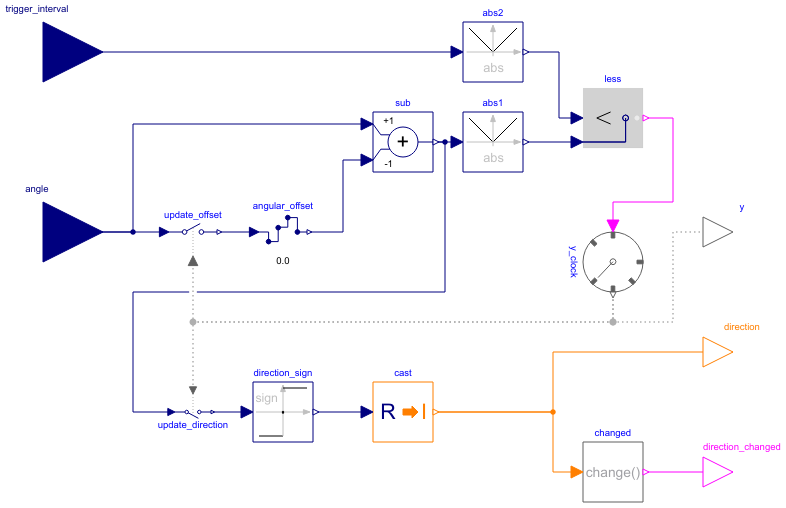 trigger_interval
abs2
abs
less
<
sub
+1
+
-1
abs1
abs
angle
update_offset
angular_offset
0.0
y_clock
y
direction
direction_sign
sign
cast
R I
update_direction
changed
change()
direction_changed